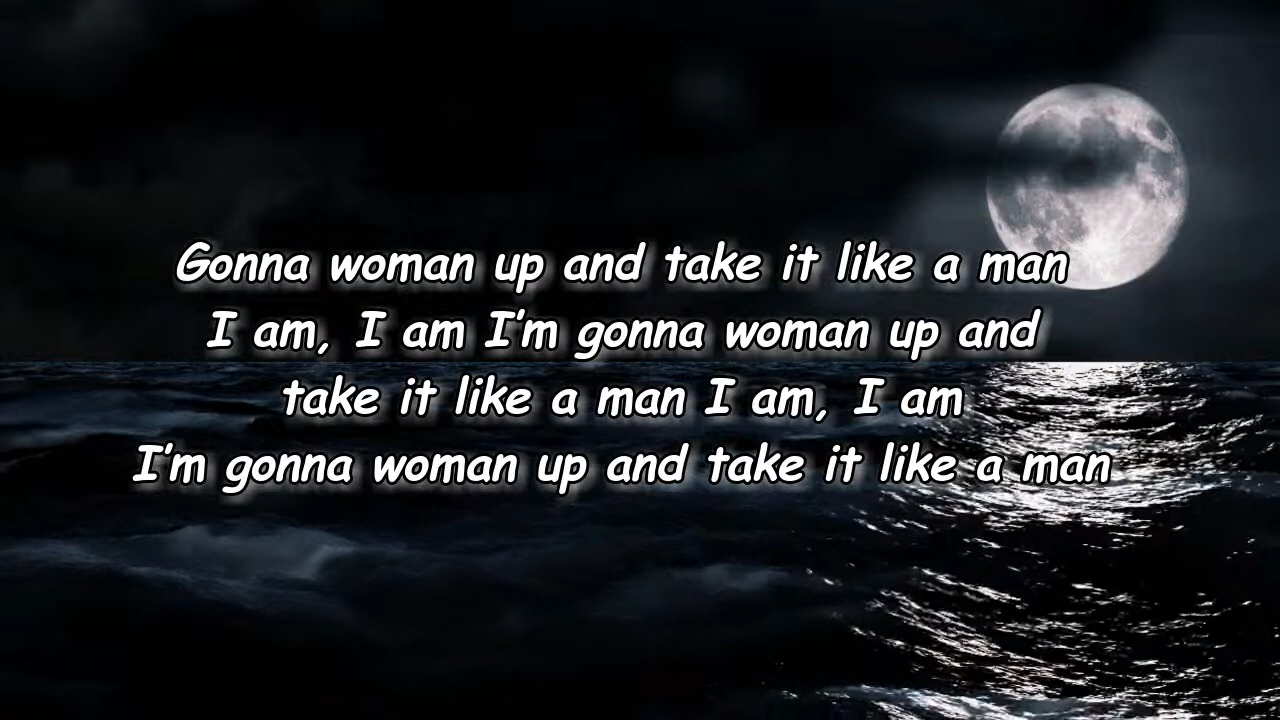 Gonna woman up and take it like a man
I am, I am I'm gonna woman up and
take it like a man I am, I am
I'm gonna woman up and take it like a man